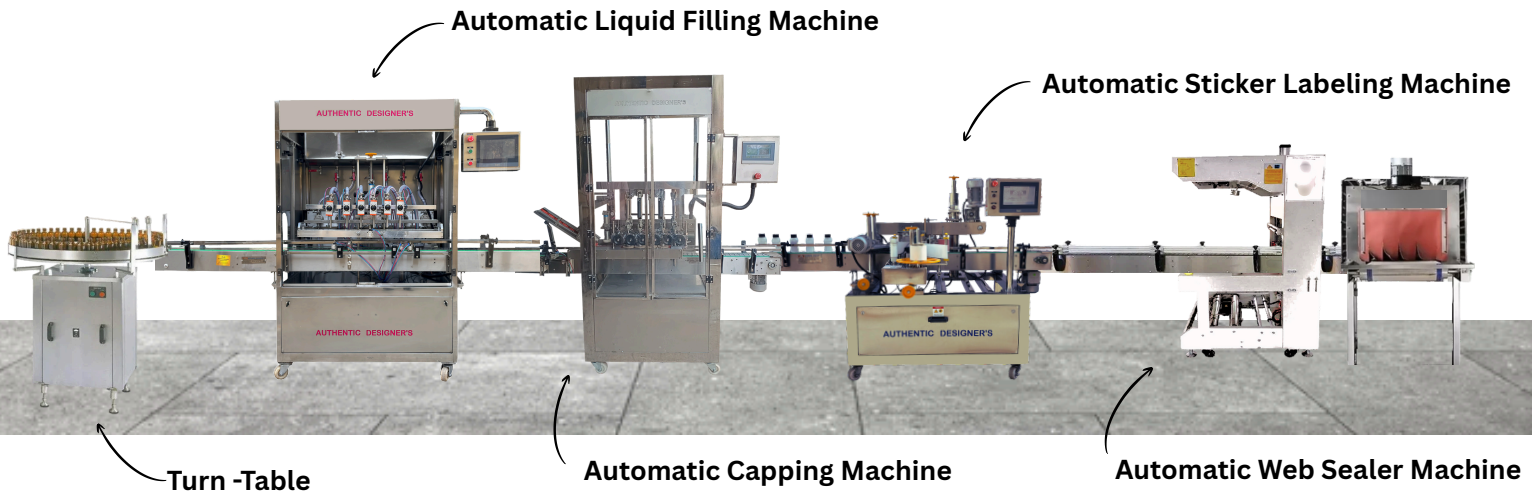 Automatic Liquid Filling Machine
Automatic Sticker Labeling Machine
AUTHENTIC DESIGNER'S
AUTHENTIC DESIGNER'S
AUTHENTIC DESIGNER'S
Turn -Table
Automatic Capping Machine
Automatic Web Sealer Machine